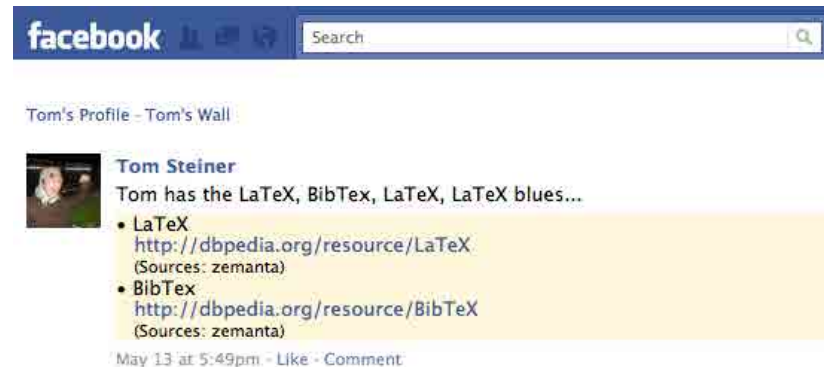 facebook Search
Tom's Profile - Tom's Wall
Tom Steiner
Tom has the LaTeX, BibTex, LaTeX, LaTeX blues...
• LaTeX
http://dbpedia.org/resource/LaTeX
(Sources: zemanta)
• BibTex
http://dbpedia.org/resource/BibTeX
(Sources: zemanta)
May 13 at 5:49pm - Like - Comment